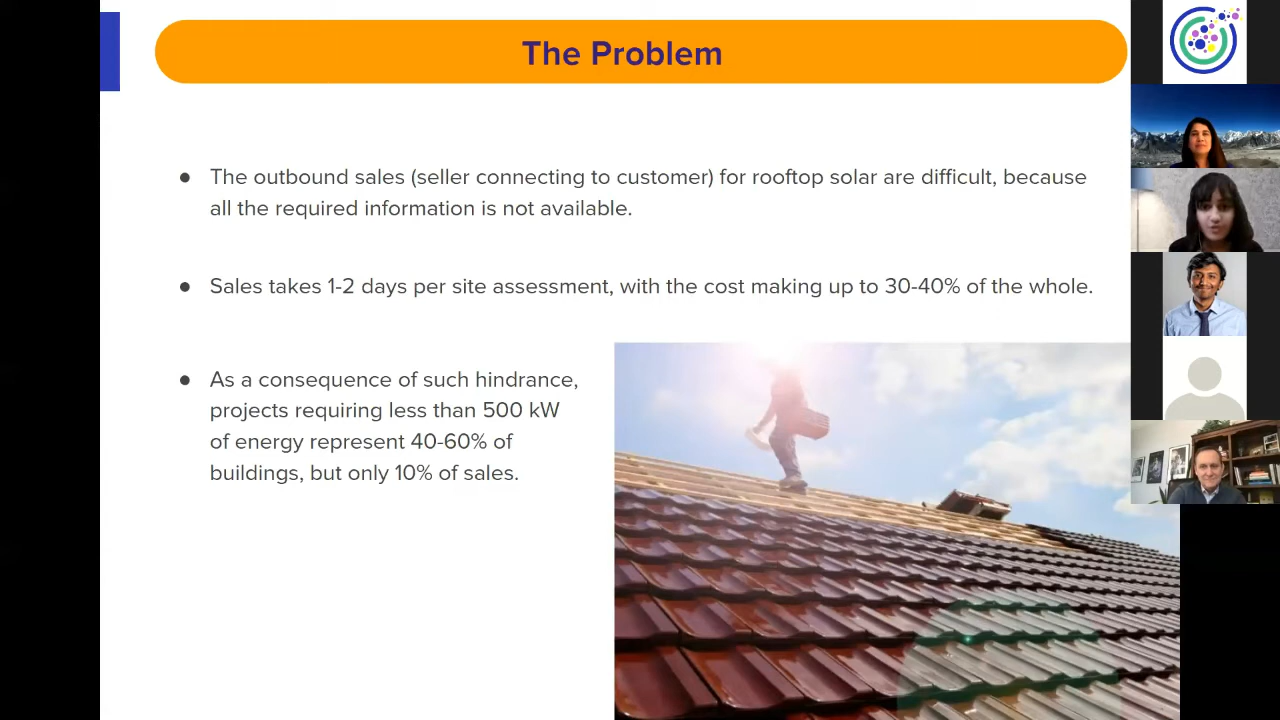 The Problem
● The outbound sales (seller connecting to customer) for rooftop solar are difficult, because
all the required information is not available.
● Sales takes 1-2 days per site assessment, with the cost making up to 30-40% of the whole.
● As a consequence of such hindrance,
projects requiring less than 500 kW
of energy represent 40-60% of
buildings, but only 10% of sales.